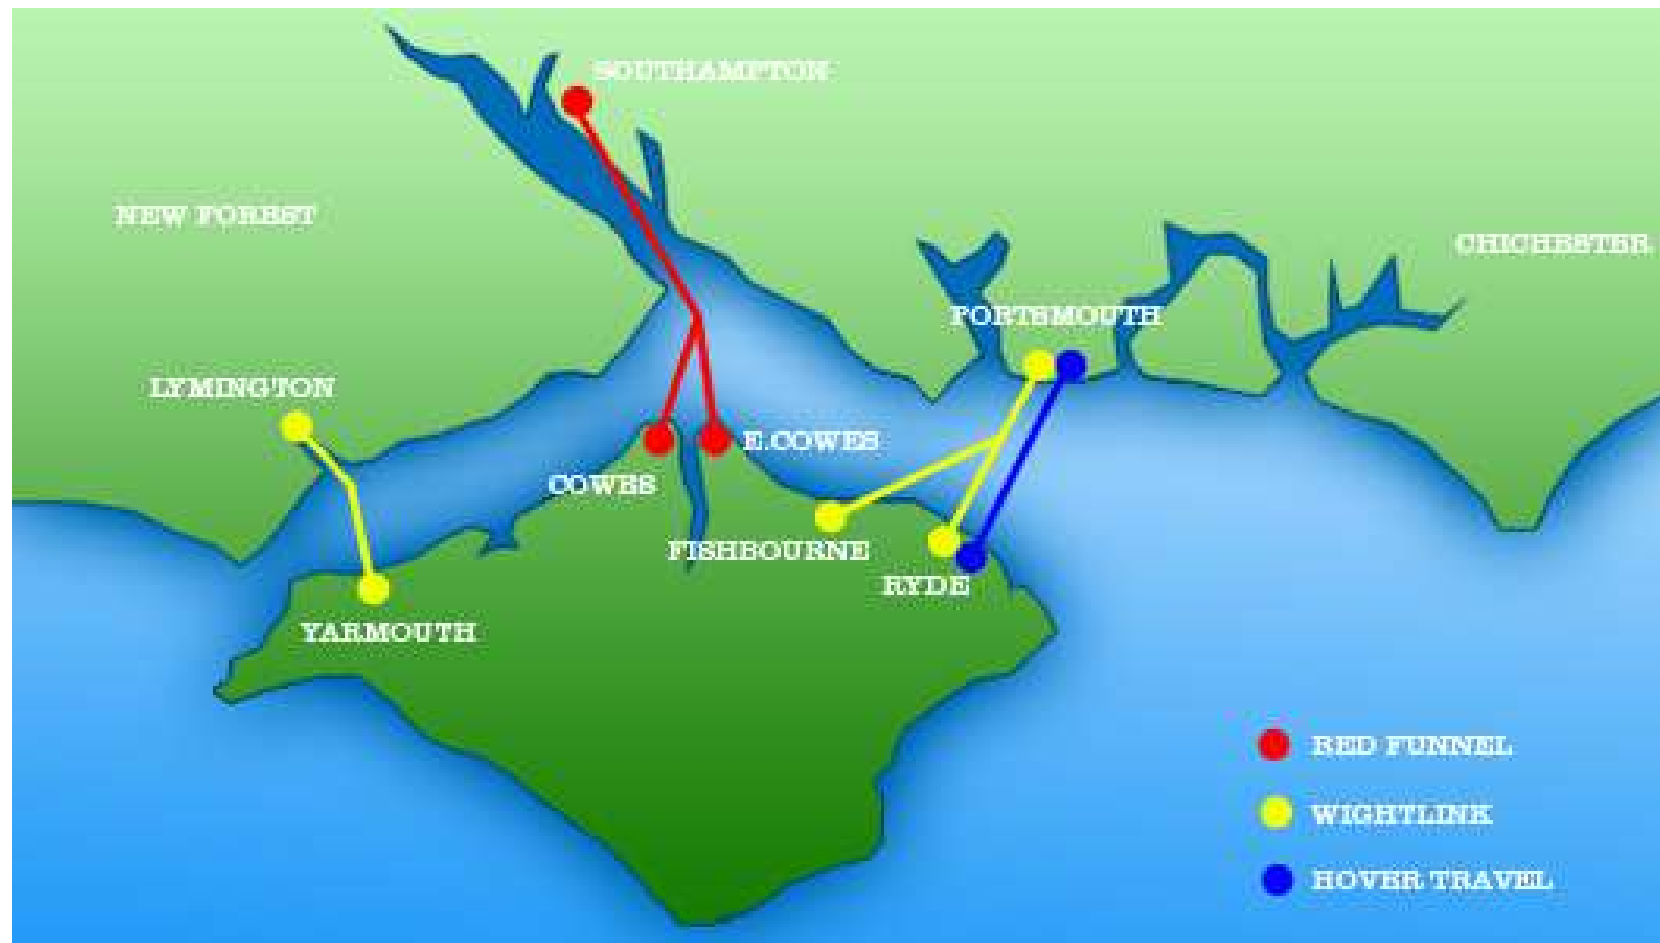 SOUTHAMPTON
NEW FOREST
CHICHESTER
PORTSMOUTH
LYMINGTON
E.COWES
COWES
FISHBOURNE
RYDE
YARMOUTH
RED FUNNEL
WIGHTLINK
HOVER TRAVEL